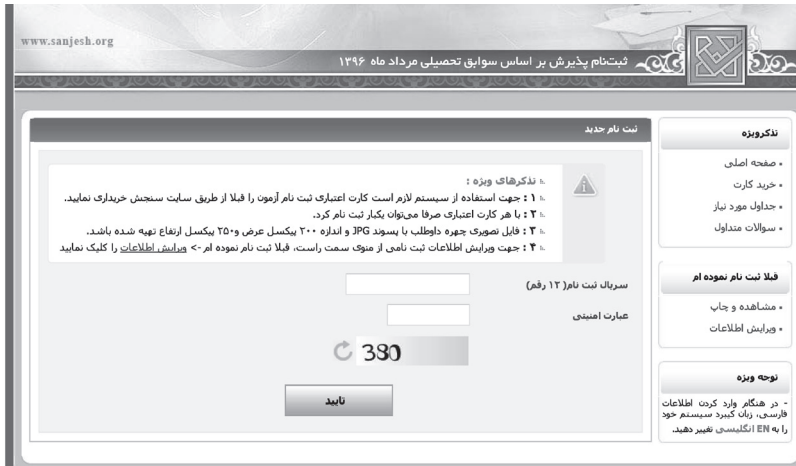 www.sanjesh.org
ثبت‌نام پذیرش بر اساس سوابق تحصیلی مرداد ماه ۱۳۹۶
تذکرویژه
صفحه اصلی
خرید کارت
جداول مورد نیاز
سوالات متداول
قبلا ثبت نام نموده ام
مشاهده و چاپ
ویرایش اطلاعات
توجه ویژه
- در هنگام وارد کردن اطلاعات
فارسی، زبان کیبرد سیستم خود
را به EN انگلیسی تغییر دهید.
ثبت نام جدید
تذکرهای ویژه :
۱ : جهت استفاده از سیستم لازم است کارت اعتباری ثبت نام آزمون را قبلا از طریق سایت سنجش خریداری نمایید.
۲ : با هر کارت اعتباری صرفا می‌توان یکبار ثبت نام کرد.
۳ : فایل تصویری چهره داوطلب با پسوند JPG و اندازه ۲۰۰ پیکسل عرض و۲۵۰ پیکسل ارتفاع تهیه شده باشد.
۴ : جهت ویرایش اطلاعات ثبت نامی از منوی سمت راست، قبلا ثبت نام نموده ام -> ویرایش اطلاعات را کلیک نمایید
سریال ثبت نام( ۱۲ رقم)
عبارت امنیتی
380
تایید